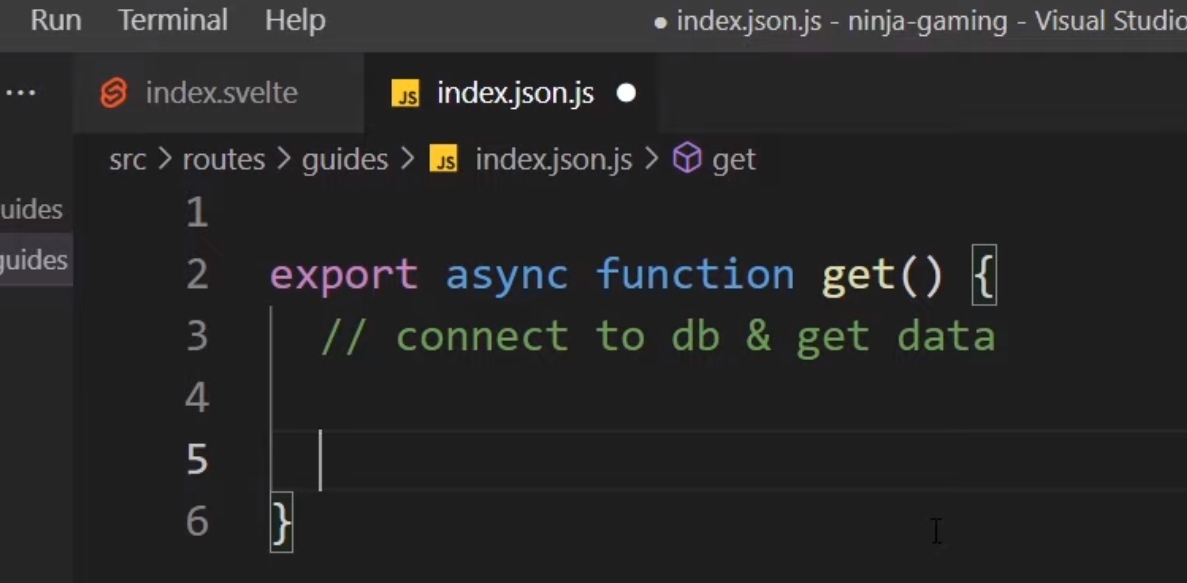 Run Terminal Help ● index.json.js - ninja-gaming - Visual Studio
... index.svelte JS index.json.js
src > routes > guides > JS index.json.js > get
uides
guides
1
2 export async function get() {
3 // connect to db & get data
4
5
6 }